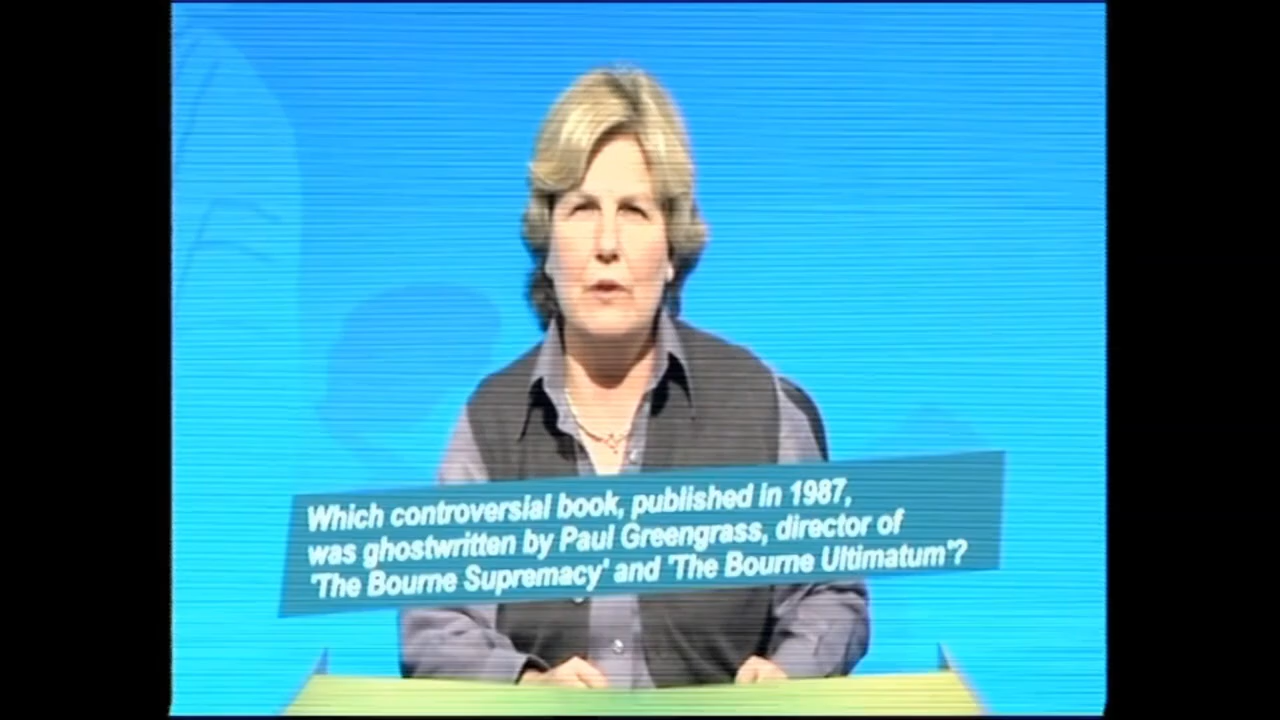 Which controversial book, published in 1987,
was ghostwritten by Paul Greengrass, director of
'The Bourne Supremacy' and 'The Bourne Ultimatum'?